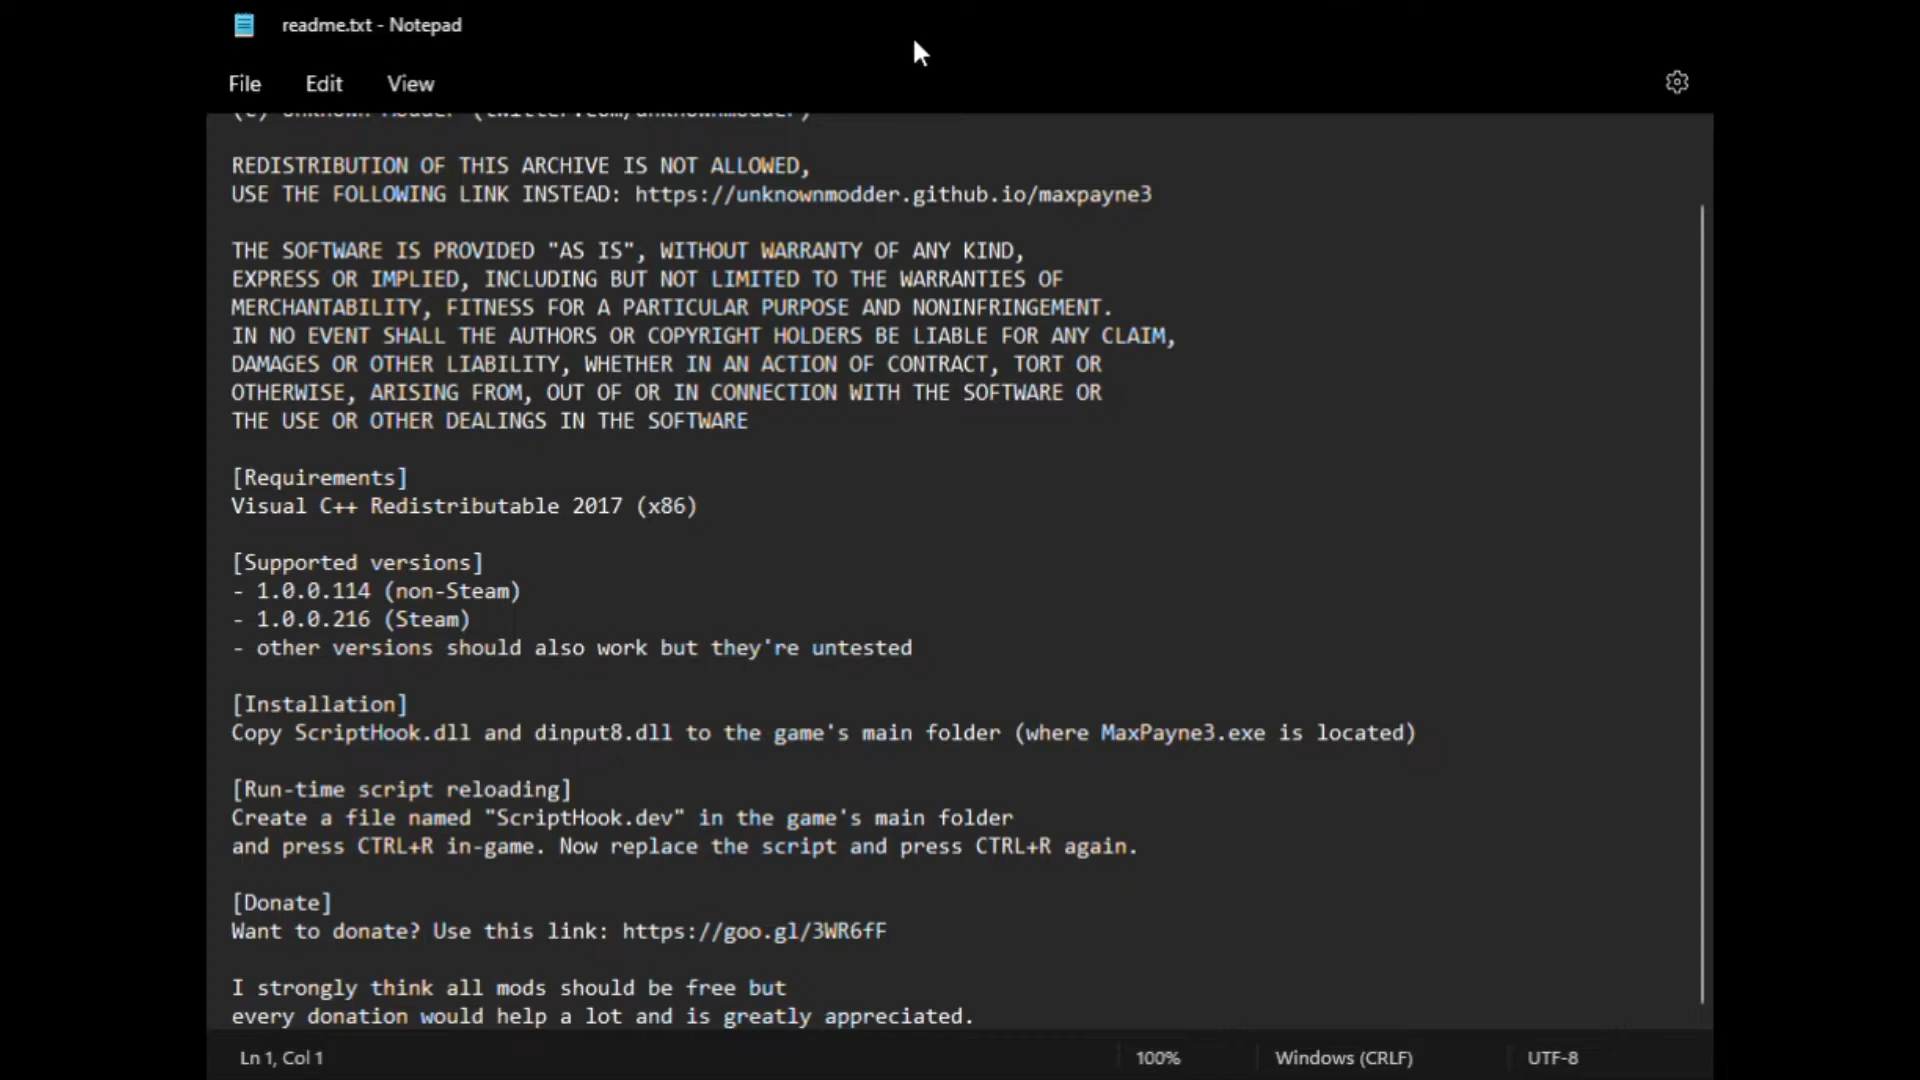 readme.txt - Notepad
File Edit View
(c) Unknown Modder (twitter.com/unknownmodder)
REDISTRIBUTION OF THIS ARCHIVE IS NOT ALLOWED,
USE THE FOLLOWING LINK INSTEAD: https://unknownmodder.github.io/maxpayne3
THE SOFTWARE IS PROVIDED "AS IS", WITHOUT WARRANTY OF ANY KIND,
EXPRESS OR IMPLIED, INCLUDING BUT NOT LIMITED TO THE WARRANTIES OF
MERCHANTABILITY, FITNESS FOR A PARTICULAR PURPOSE AND NONINFRINGEMENT.
IN NO EVENT SHALL THE AUTHORS OR COPYRIGHT HOLDERS BE LIABLE FOR ANY CLAIM,
DAMAGES OR OTHER LIABILITY, WHETHER IN AN ACTION OF CONTRACT, TORT OR
OTHERWISE, ARISING FROM, OUT OF OR IN CONNECTION WITH THE SOFTWARE OR
THE USE OR OTHER DEALINGS IN THE SOFTWARE
[Requirements]
Visual C++ Redistributable 2017 (x86)
[Supported versions]
- 1.0.0.114 (non-Steam)
- 1.0.0.216 (Steam)
- other versions should also work but they're untested
[Installation]
Copy ScriptHook.dll and dinput8.dll to the game's main folder (where MaxPayne3.exe is located)
[Run-time script reloading]
Create a file named "ScriptHook.dev" in the game's main folder
and press CTRL+R in-game. Now replace the script and press CTRL+R again.
[Donate]
Want to donate? Use this link: https://goo.gl/3WR6fF
I strongly think all mods should be free but
every donation would help a lot and is greatly appreciated.
Ln 1, Col 1 100% Windows (CRLF) UTF-8